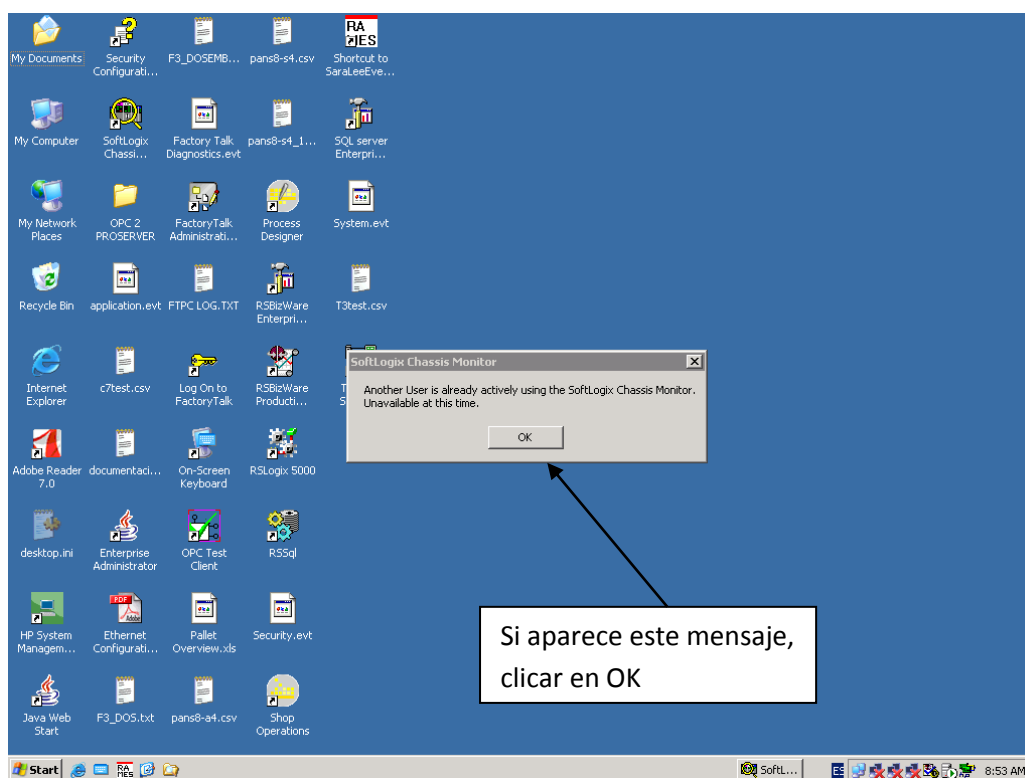 My Documents
Security
Configurati...
F3_DOSEMB...
pans8-s4.csv
RA
JES
Shortcut to
SaraLeeEve...
My Computer
SoftLogix
Chassi...
Factory Talk
Diagnostics.evt
pans8-s4_1...
SQL server
Enterpri...
My Network
Places
OPC 2
PROSERVER
FactoryTalk
Administrati...
Process
Designer
System.evt
Recycle Bin
application.evt
FTPC LOG.TXT
RSBizWare
Enterpri...
T3test.csv
Internet
Explorer
c7test.csv
Log On to
FactoryTalk
RSBizWare
Producti...
T
S
SoftLogix Chassis Monitor
Another User is already actively using the SoftLogix Chassis Monitor.
Unavailable at this time.
OK
Adobe Reader
7.0
documentaci...
On-Screen
Keyboard
RSLogix 5000
desktop.ini
Enterprise
Administrator
OPC Test
Client
RSSql
HP System
Managem...
PDF
Adobe
Ethernet
Configurati...
Pallet
Overview.xls
Security.evt
Si aparece este mensaje,
clicar en OK
Java Web
Start
F3_DOS.txt
pans8-a4.csv
Shop
Operations
Start
RA
MES
SoftL...
ES
8:53 AM